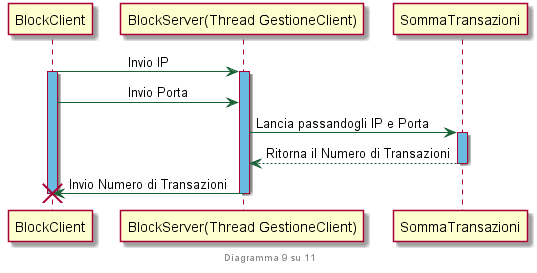 BlockClient
BlockServer(Thread GestioneClient)
SommaTransazioni
Invio IP
Invio Porta
Lancia passandogli IP e Porta
Ritorna il Numero di Transazioni
Invio Numero di Transazioni
BlockClient
BlockServer(Thread GestioneClient)
SommaTransazioni
Diagramma 9 su 11